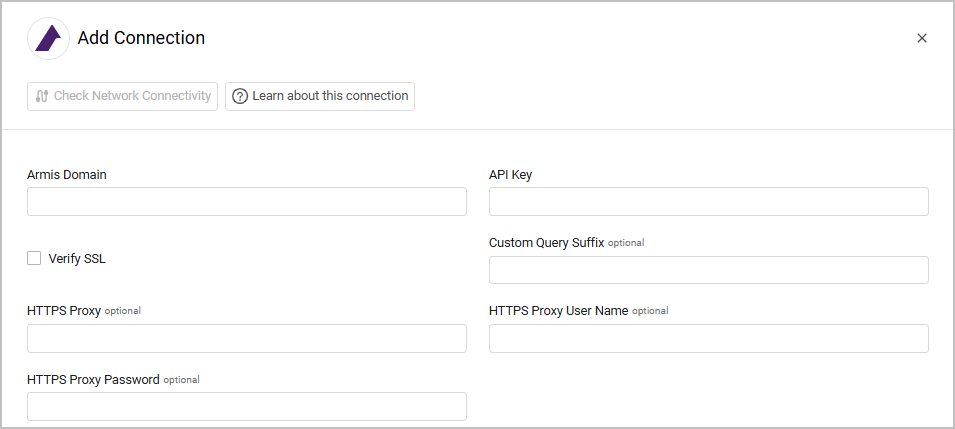 Add Connection
Check Network Connectivity
Learn about this connection
Armis Domain
API Key
Verify SSL
Custom Query Suffix optional
HTTPS Proxy optional
HTTPS Proxy User Name optional
HTTPS Proxy Password optional